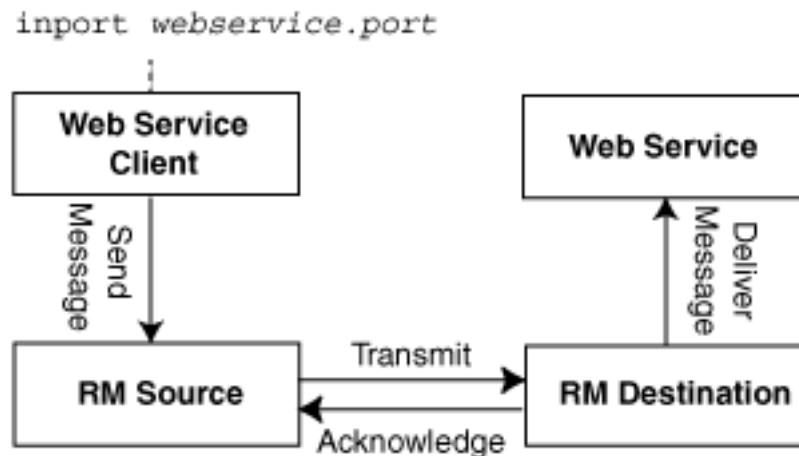 inport webservice.port
Web Service
Client
Web Service
Send
Message
Deliver
Message
RM Source
Transmit
Acknowledge
RM Destination